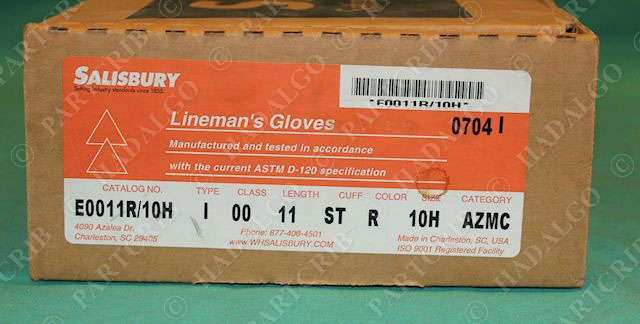 SALISBURY
Setting industry standards since 1855.
*E0011R/10H*
Lineman's Gloves
0704 I
Manufactured and tested in accordance
with the current ASTM D-120 specification
CATALOG NO. TYPE CLASS LENGTH CUFF COLOR SIZE CATEGORY
E0011R/10H I 00 11 ST R 10H AZMC
4090 Azalea Dr.
Charleston, SC 29405
Phone: 877-406-4501
WWW.WHSALISBURY.COM
Made in Charleston, SC, USA
ISO 9001 Registered Facility
© PARTCRIB
© HADALGO